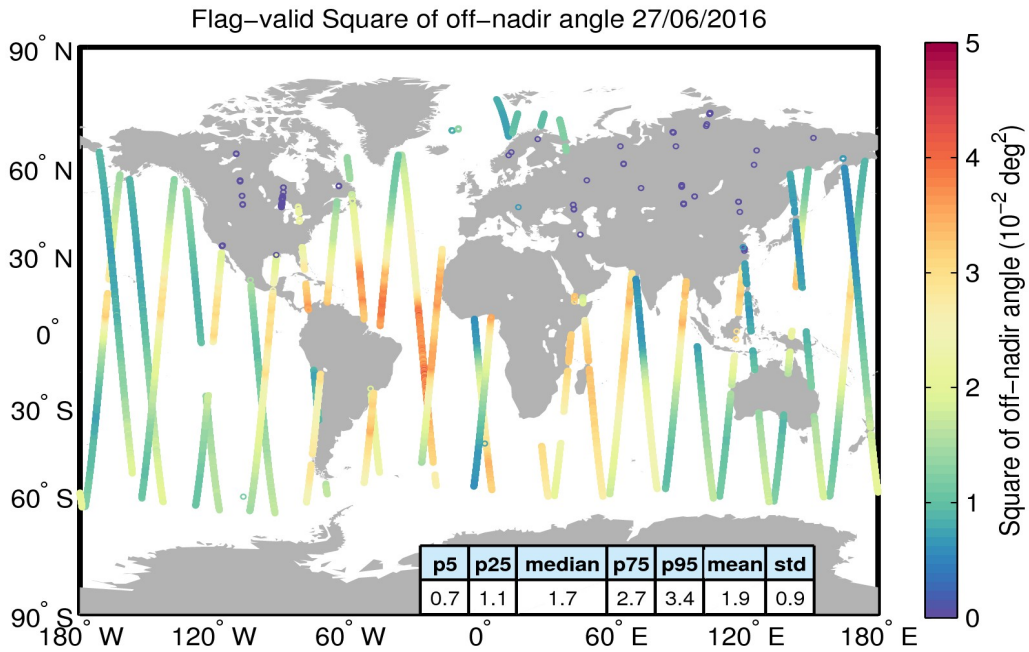 Flag−valid Square of off−nadir angle 27/06/2016
90° N
60° N
30° N
0°
30° S
60° S
90° S
180° W
120° W
60° W
0°
60° E
120° E
180° E
p5 p25 median p75 p95 mean std
0.7 1.1 1.7 2.7 3.4 1.9 0.9
5
4
3
2
1
0
Square of off−nadir angle (10⁻² deg²)